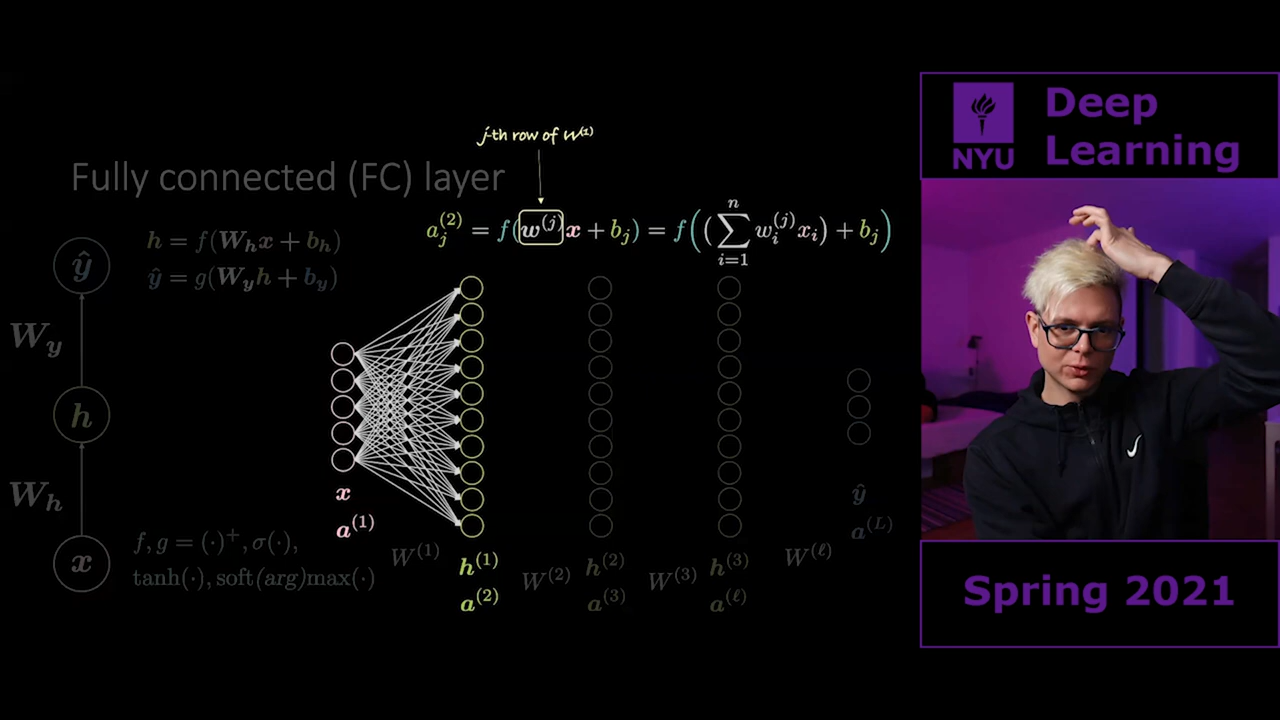 j-th row of W⁽¹⁾
Fully connected (FC) layer
a_j^{(2)} = f(w^{(j)}x + b_j) = f((∑_{i=1}^{n} w_i^{(j)} x_i) + b_j)
h = f(W_h x + b_h)
ŷ = g(W_y h + b_y)
ŷ
W_y
h
W_h
x
f, g = (·)⁺, σ(·),
tanh(·), soft(arg)max(·)
x
a⁽¹⁾
W⁽¹⁾
h⁽¹⁾
a⁽²⁾
W⁽²⁾
h⁽²⁾
a⁽³⁾
W⁽³⁾
h⁽³⁾
a^{(ℓ)}
W^{(ℓ)}
ŷ
a^{(L)}
NYU
Deep
Learning
Spring 2021